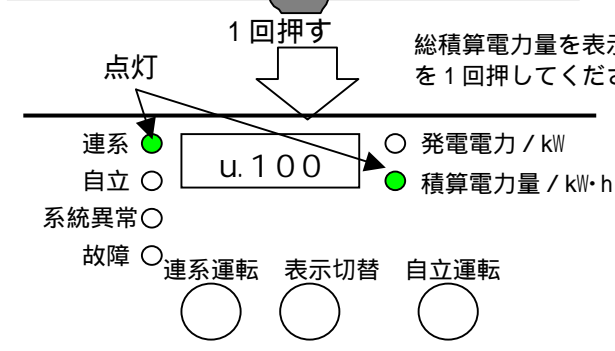 1回押す
総積算電力量を表示
を1回押してくださ
点灯
連系
u.100
発電電力/kW
自立
積算電力量/kW·h
系統異常
故障
連系運転 表示切替 自立運転